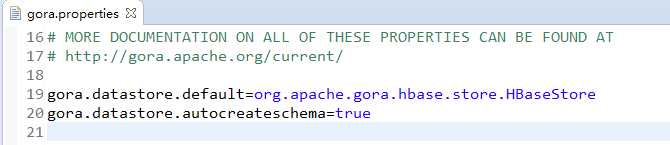 gora.properties
16 # MORE DOCUMENTATION ON ALL OF THESE PROPERTIES CAN BE FOUND AT
17 # http://gora.apache.org/current/
18
19 gora.datastore.default=org.apache.gora.hbase.store.HBaseStore
20 gora.datastore.autocreateschema=true
21